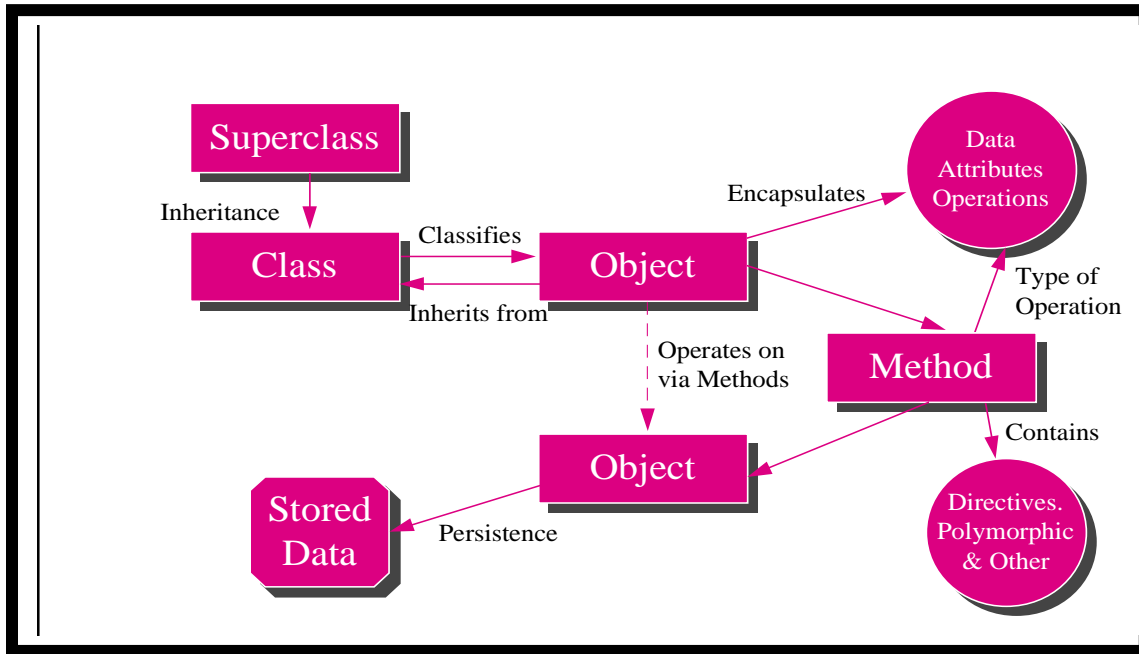 Superclass
Data
Attributes
Operations
Encapsulates
Inheritance
Classifies
Class
Object
Inherits from
Type of
Operation
Operates on
via Methods
Method
Contains
Object
Stored
Data
Persistence
Directives.
Polymorphic
& Other